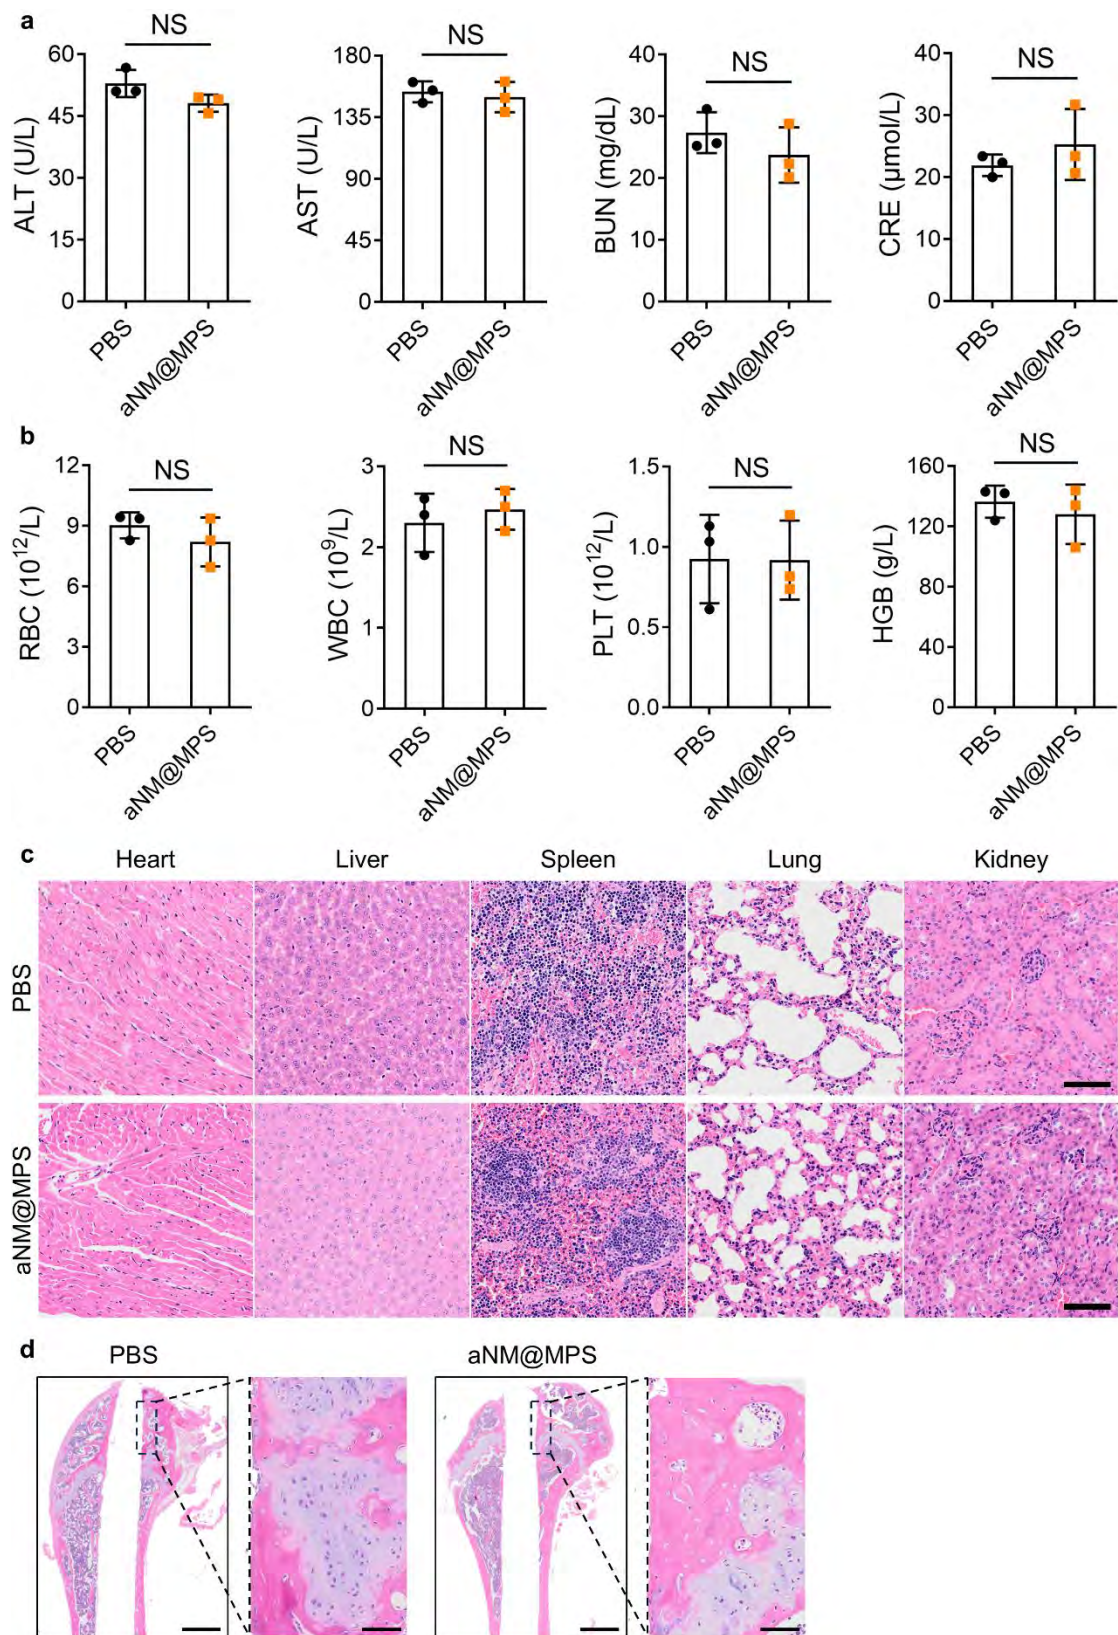 a
NS
NS
NS
NS
ALT (U/L)
60
45
30
15
0
PBS
aNM@MPS
AST (U/L)
180
135
90
45
0
PBS
aNM@MPS
BUN (mg/dL)
40
30
20
10
0
PBS
aNM@MPS
CRE (μmol/L)
40
30
20
10
0
PBS
aNM@MPS
b
NS
NS
NS
NS
RBC (10¹²/L)
12
9
6
3
0
PBS
aNM@MPS
WBC (10⁹/L)
3
2
1
0
PBS
aNM@MPS
PLT (10¹²/L)
1.5
1.0
0.5
0.0
PBS
aNM@MPS
HGB (g/L)
160
120
80
40
0
PBS
aNM@MPS
c
Heart Liver Spleen Lung Kidney
PBS
aNM@MPS
d
PBS aNM@MPS